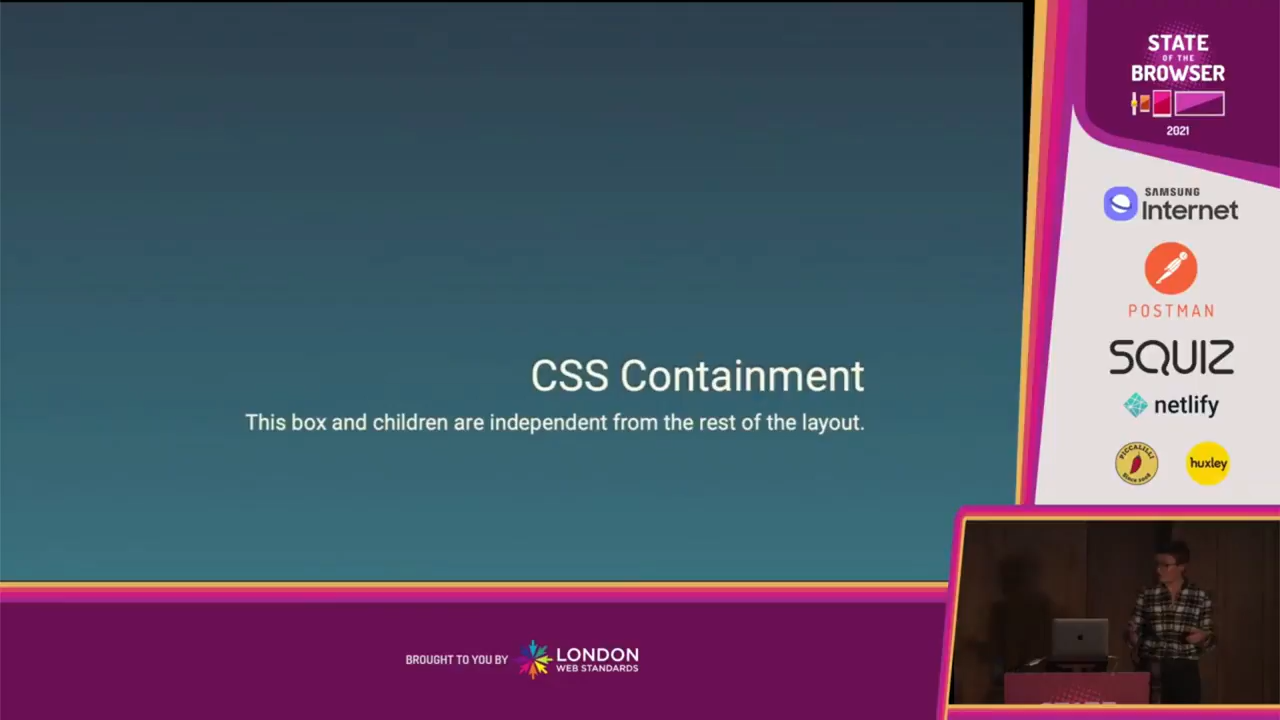 CSS Containment
This box and children are independent from the rest of the layout.
STATE
OF THE
BROWSER
2021
SAMSUNG
Internet
POSTMAN
SQUIZ
netlify
PICCALILLI
huxley
BROUGHT TO YOU BY
LONDON
WEB STANDARDS